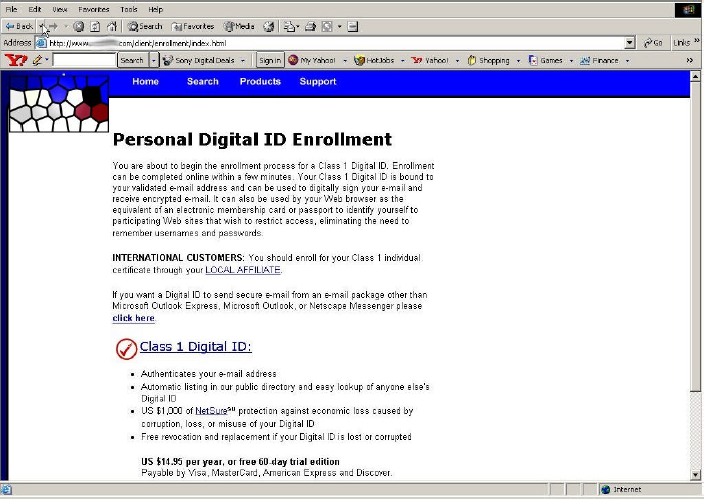 File Edit View Favorites Tools Help
Back Search Favorites Media
Address http://www. .com/client/enrollment/index.html Go Links »
Y! Search Sony Digital Deals Sign in My Yahoo! HotJobs Yahoo! Shopping Games Finance »
Home Search Products Support
Personal Digital ID Enrollment
You are about to begin the enrollment process for a Class 1 Digital ID. Enrollment
can be completed online within a few minutes. Your Class 1 Digital ID is bound to
your validated e-mail address and can be used to digitally sign your e-mail and
receive encrypted e-mail. It can also be used by your Web browser as the
equivalent of an electronic membership card or passport to identify yourself to
participating Web sites that wish to restrict access, eliminating the need to
remember usernames and passwords.
INTERNATIONAL CUSTOMERS: You should enroll for your Class 1 individual
certificate through your LOCAL AFFILIATE.
If you want a Digital ID to send secure e-mail from an e-mail package other than
Microsoft Outlook Express, Microsoft Outlook, or Netscape Messenger please
click here.
Class 1 Digital ID:
• Authenticates your e-mail address
• Automatic listing in our public directory and easy lookup of anyone else's
Digital ID
• US $1,000 of NetSure℠ protection against economic loss caused by
corruption, loss, or misuse of your Digital ID
• Free revocation and replacement if your Digital ID is lost or corrupted
US $14.95 per year, or free 60-day trial edition
Payable by Visa, MasterCard, American Express and Discover.
Internet